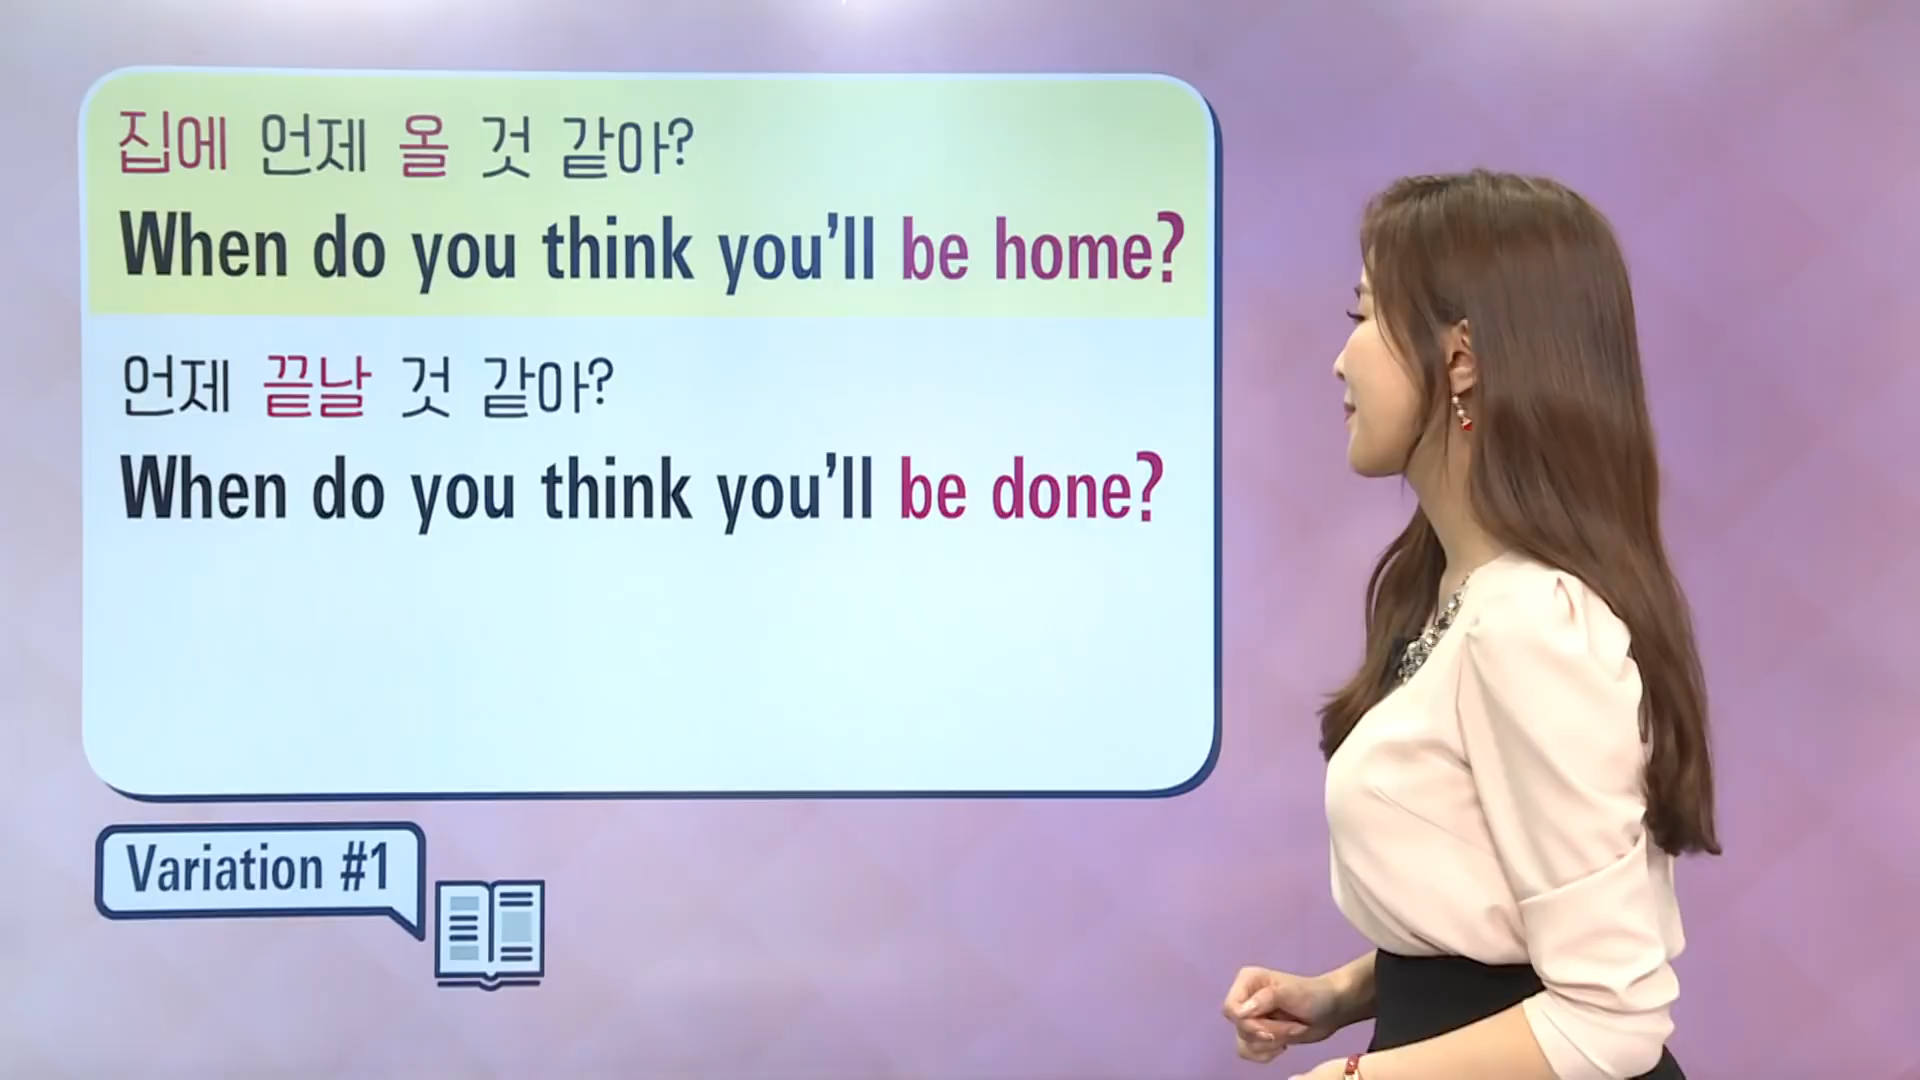 집에 언제 올 것 같아?
When do you think you'll be home?
언제 끝날 것 같아?
When do you think you'll be done?
Variation #1